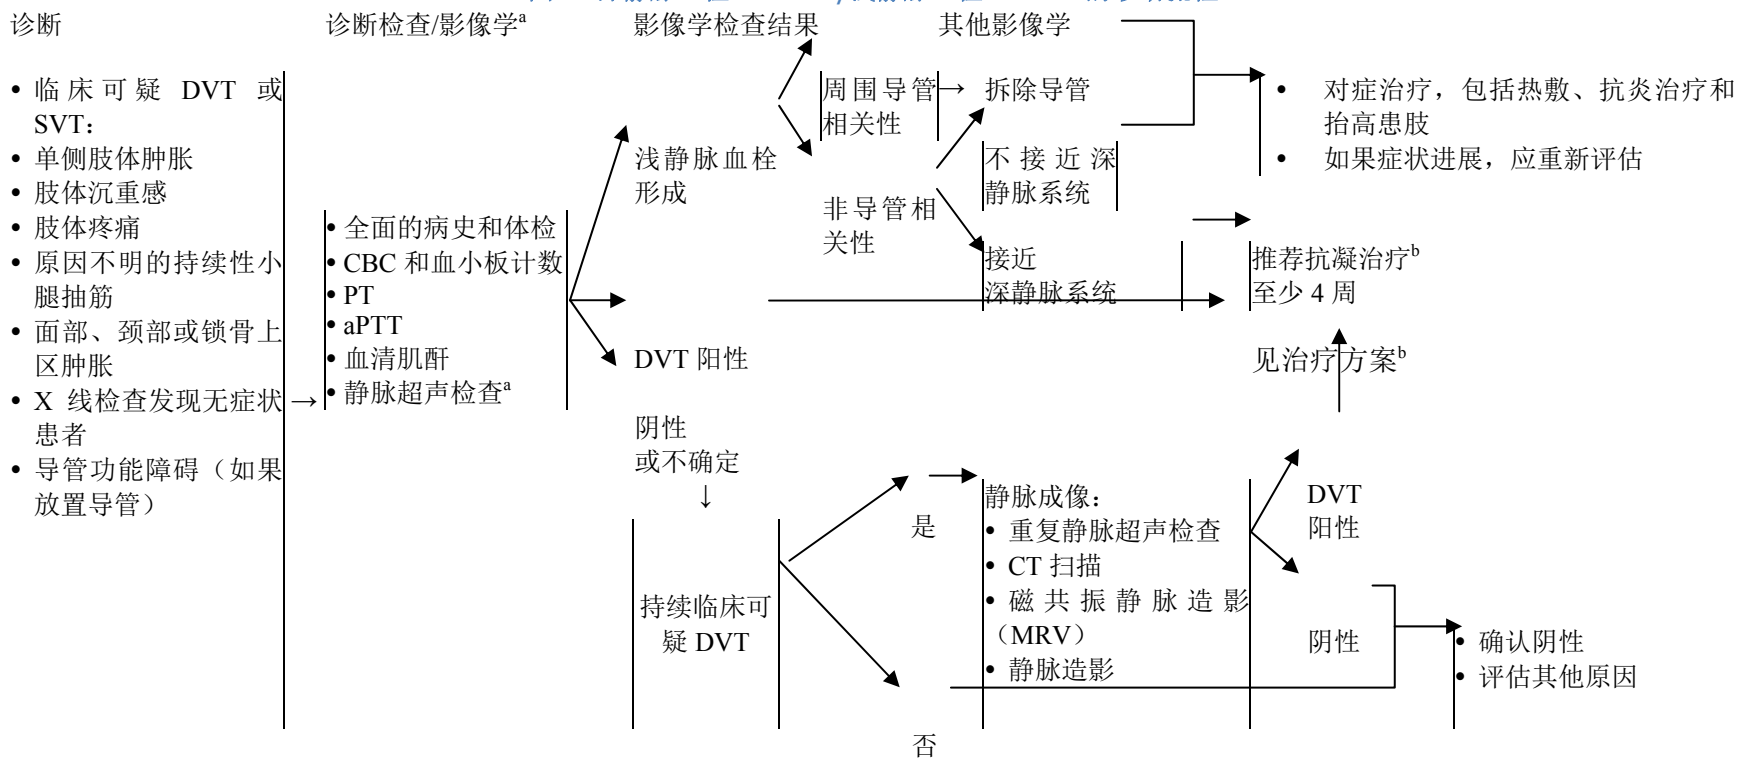 诊断
诊断检查/影像学a
影像学检查结果
其他影像学
• 临床可疑 DVT 或
SVT：
• 单侧肢体肿胀
• 肢体沉重感
• 肢体疼痛
• 原因不明的持续性小
腿抽筋
• 面部、颈部或锁骨上
区肿胀
• X 线检查发现无症状
患者
• 导管功能障碍（如果
放置导管）
→
• 全面的病史和体检
• CBC 和血小板计数
• PT
• aPTT
• 血清肌酐
• 静脉超声检查a
浅静脉血栓
形成
DVT 阳性
阴性
或不确定
↓
持续临床可
疑 DVT
周围导管
相关性
→
非导管相
关性
是
否
拆除导管
不接近深
静脉系统
接近
深静脉系统
静脉成像：
• 重复静脉超声检查
• CT 扫描
• 磁共振静脉造影
（MRV）
• 静脉造影
• 对症治疗，包括热敷、抗炎治疗和
抬高患肢
• 如果症状进展，应重新评估
推荐抗凝治疗b
至少 4 周
见治疗方案b
DVT
阳性
阴性
• 确认阴性
• 评估其他原因